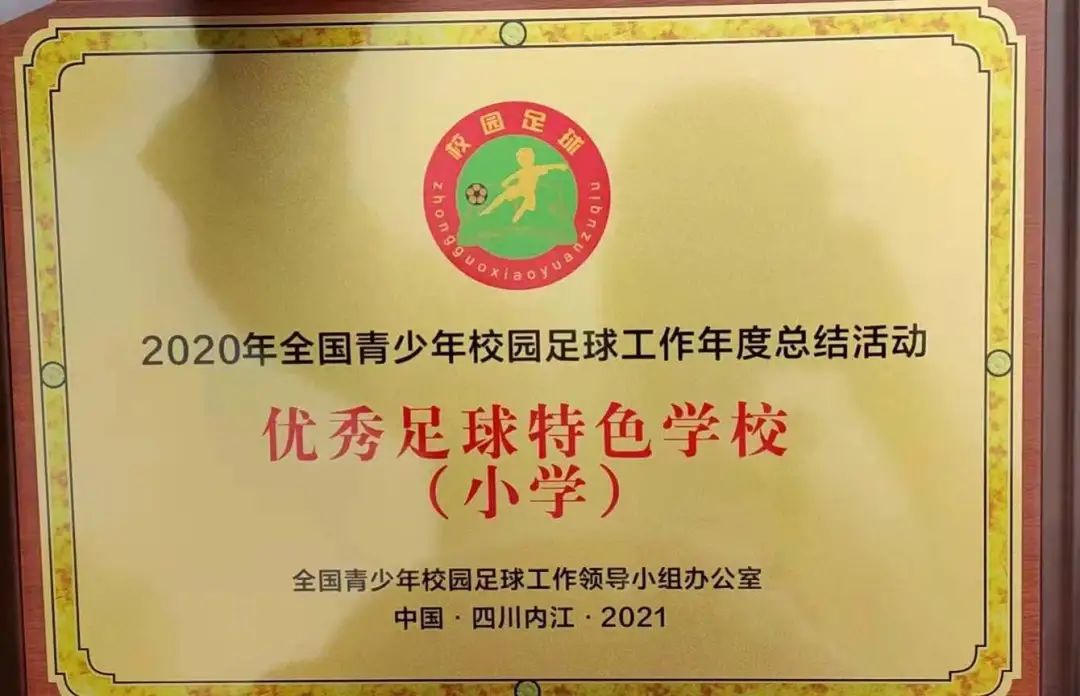 校园足球
zhongguoxiaoyuanzuqiu
2020年全国青少年校园足球工作年度总结活动
优秀足球特色学校
（小学）
全国青少年校园足球工作领导小组办公室
中国·四川内江·2021